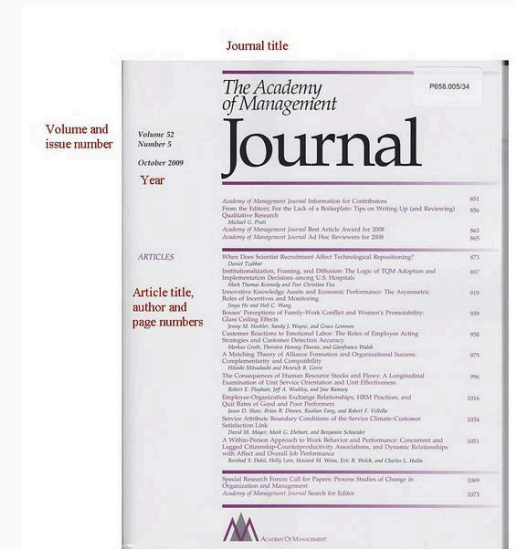 Journal title
The Academy
of Management
Journal
P658.005/34
Volume and
issue number
Volume 52
Number 5
October 2009
Year
Academy of Management Journal Information for Contributors 851
From the Editors: For the Lack of a Boilerplate: Tips on Writing Up (and Reviewing) 856
Qualitative Research
Michael G. Pratt
Academy of Management Journal Best Article Award for 2008 863
Academy of Management Journal Ad Hoc Reviewers for 2008 865
ARTICLES
Article title,
author and
page numbers
When Does Scientist Recruitment Affect Technological Repositioning? 873
Daniel Tzabbar
Institutionalization, Framing, and Diffusion: The Logic of TQM Adoption and 897
Implementation Decisions among U.S. Hospitals
Mark Thomas Kennedy and Peer Christian Fiss
Innovative Knowledge Assets and Economic Performance: The Asymmetric 919
Roles of Incentives and Monitoring
Jinyu He and Heli C. Wang
Bosses' Perceptions of Family-Work Conflict and Women's Promotability: 939
Glass Ceiling Effects
Jenny M. Hoobler, Sandy J. Wayne, and Grace Lemmon
Customer Reactions to Emotional Labor: The Roles of Employee Acting 958
Strategies and Customer Detection Accuracy
Markus Groth, Thorsten Hennig-Thurau, and Gianfranco Walsh
A Matching Theory of Alliance Formation and Organizational Success: 975
Complementarity and Compatibility
Hitoshi Mitsuhashi and Henrich R. Greve
The Consequences of Human Resource Stocks and Flows: A Longitudinal 996
Examination of Unit Service Orientation and Unit Effectiveness
Robert E. Ployhart, Jeff A. Weekley, and Jase Ramsey
Employee-Organization Exchange Relationships, HRM Practices, and 1016
Quit Rates of Good and Poor Performers
Jason D. Shaw, Brian R. Dineen, Ruolian Fang, and Robert F. Vellella
Service Attribute Boundary Conditions of the Service Climate–Customer 1034
Satisfaction Link
David M. Mayer, Mark G. Ehrhart, and Benjamin Schneider
A Within-Person Approach to Work Behavior and Performance: Concurrent and 1051
Lagged Citizenship-Counterproductivity Associations, and Dynamic Relationships
with Affect and Overall Job Performance
Reeshad S. Dalal, Holly Lam, Howard M. Weiss, Eric R. Welch, and Charles L. Hulin
Special Research Forum Call for Papers: Process Studies of Change in 1069
Organization and Management
Academy of Management Journal Search for Editor 1073
ACADEMY OF MANAGEMENT